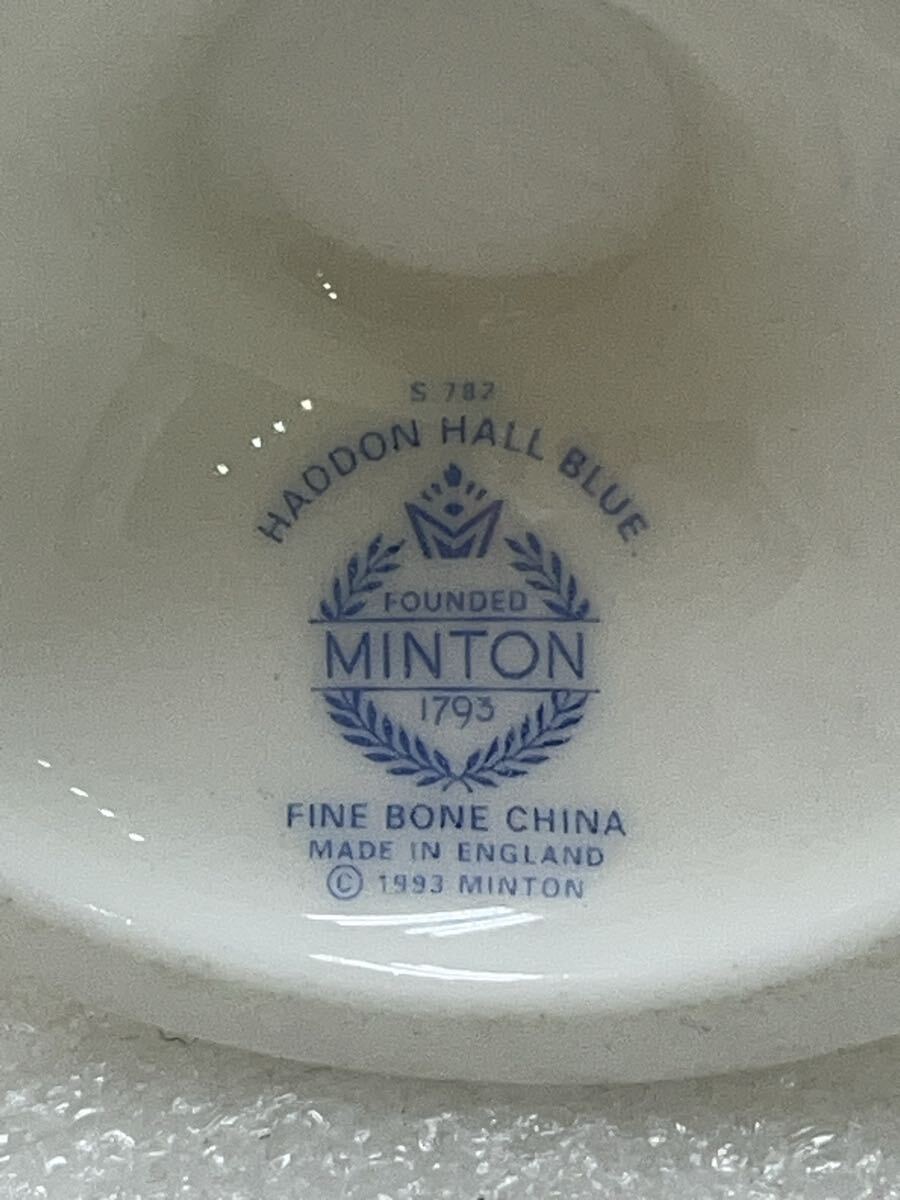 S 782
HADDON HALL BLUE
FOUNDED
MINTON
1793
FINE BONE CHINA
MADE IN ENGLAND
© 1993 MINTON